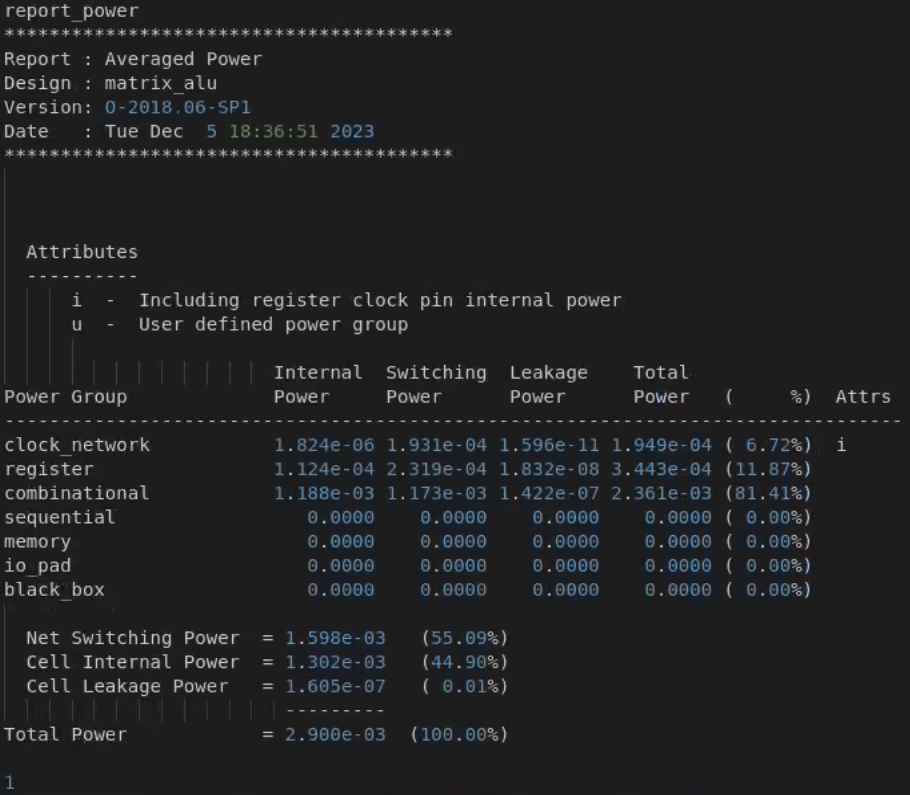 report_power
****************************************
Report : Averaged Power
Design : matrix_alu
Version: O-2018.06-SP1
Date   : Tue Dec  5 18:36:51 2023
****************************************
  Attributes
  ----------
      i  -  Including register clock pin internal power
      u  -  User defined power group
                        Internal  Switching  Leakage    Total
Power Group             Power     Power      Power      Power   (     %)  Attrs
--------------------------------------------------------------------------------
clock_network           1.824e-06 1.931e-04 1.596e-11 1.949e-04 ( 6.72%)  i
register                1.124e-04 2.319e-04 1.832e-08 3.443e-04 (11.87%)
combinational           1.188e-03 1.173e-03 1.422e-07 2.361e-03 (81.41%)
sequential                 0.0000    0.0000    0.0000    0.0000 ( 0.00%)
memory                     0.0000    0.0000    0.0000    0.0000 ( 0.00%)
io_pad                     0.0000    0.0000    0.0000    0.0000 ( 0.00%)
black_box                  0.0000    0.0000    0.0000    0.0000 ( 0.00%)
  Net Switching Power  = 1.598e-03   (55.09%)
  Cell Internal Power  = 1.302e-03   (44.90%)
  Cell Leakage Power   = 1.605e-07   ( 0.01%)
                         ---------
Total Power            = 2.900e-03  (100.00%)
1